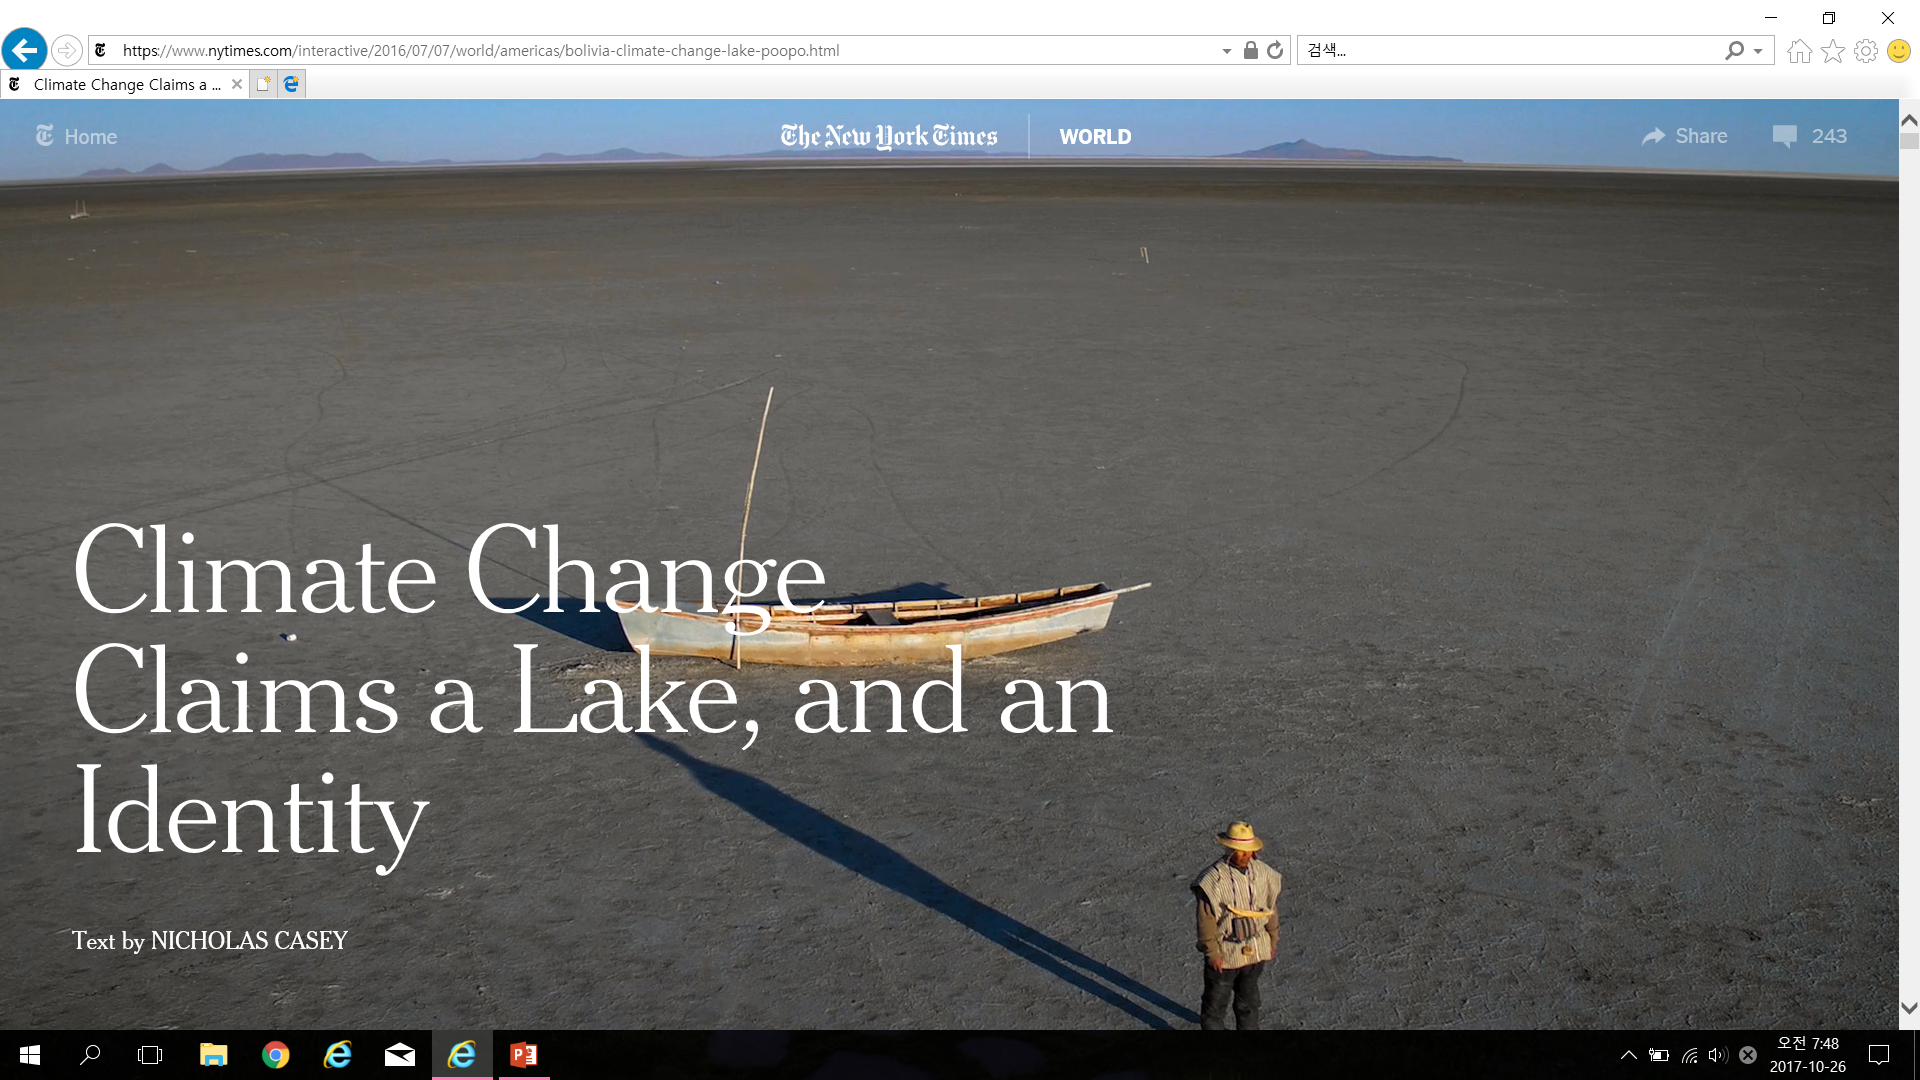 https://www.nytimes.com/interactive/2016/07/07/world/americas/bolivia-climate-change-lake-poopo.html
검색...
Climate Change Claims a ...
Home
The New York Times
WORLD
Share
243
Climate Change
Claims a Lake, and an
Identity
Text by NICHOLAS CASEY
오전 7:48
2017-10-26